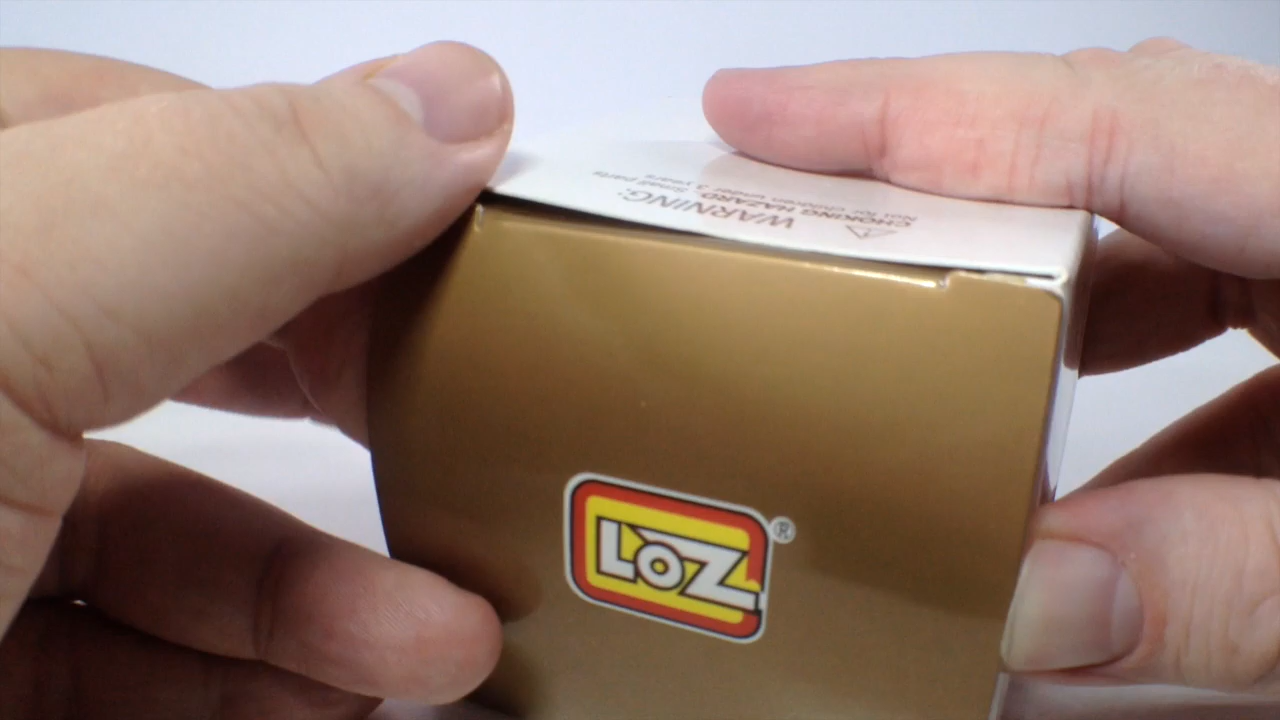 WARNING:
CHOKING HAZARD- Small parts
Not for children under 3 years
LOZ®